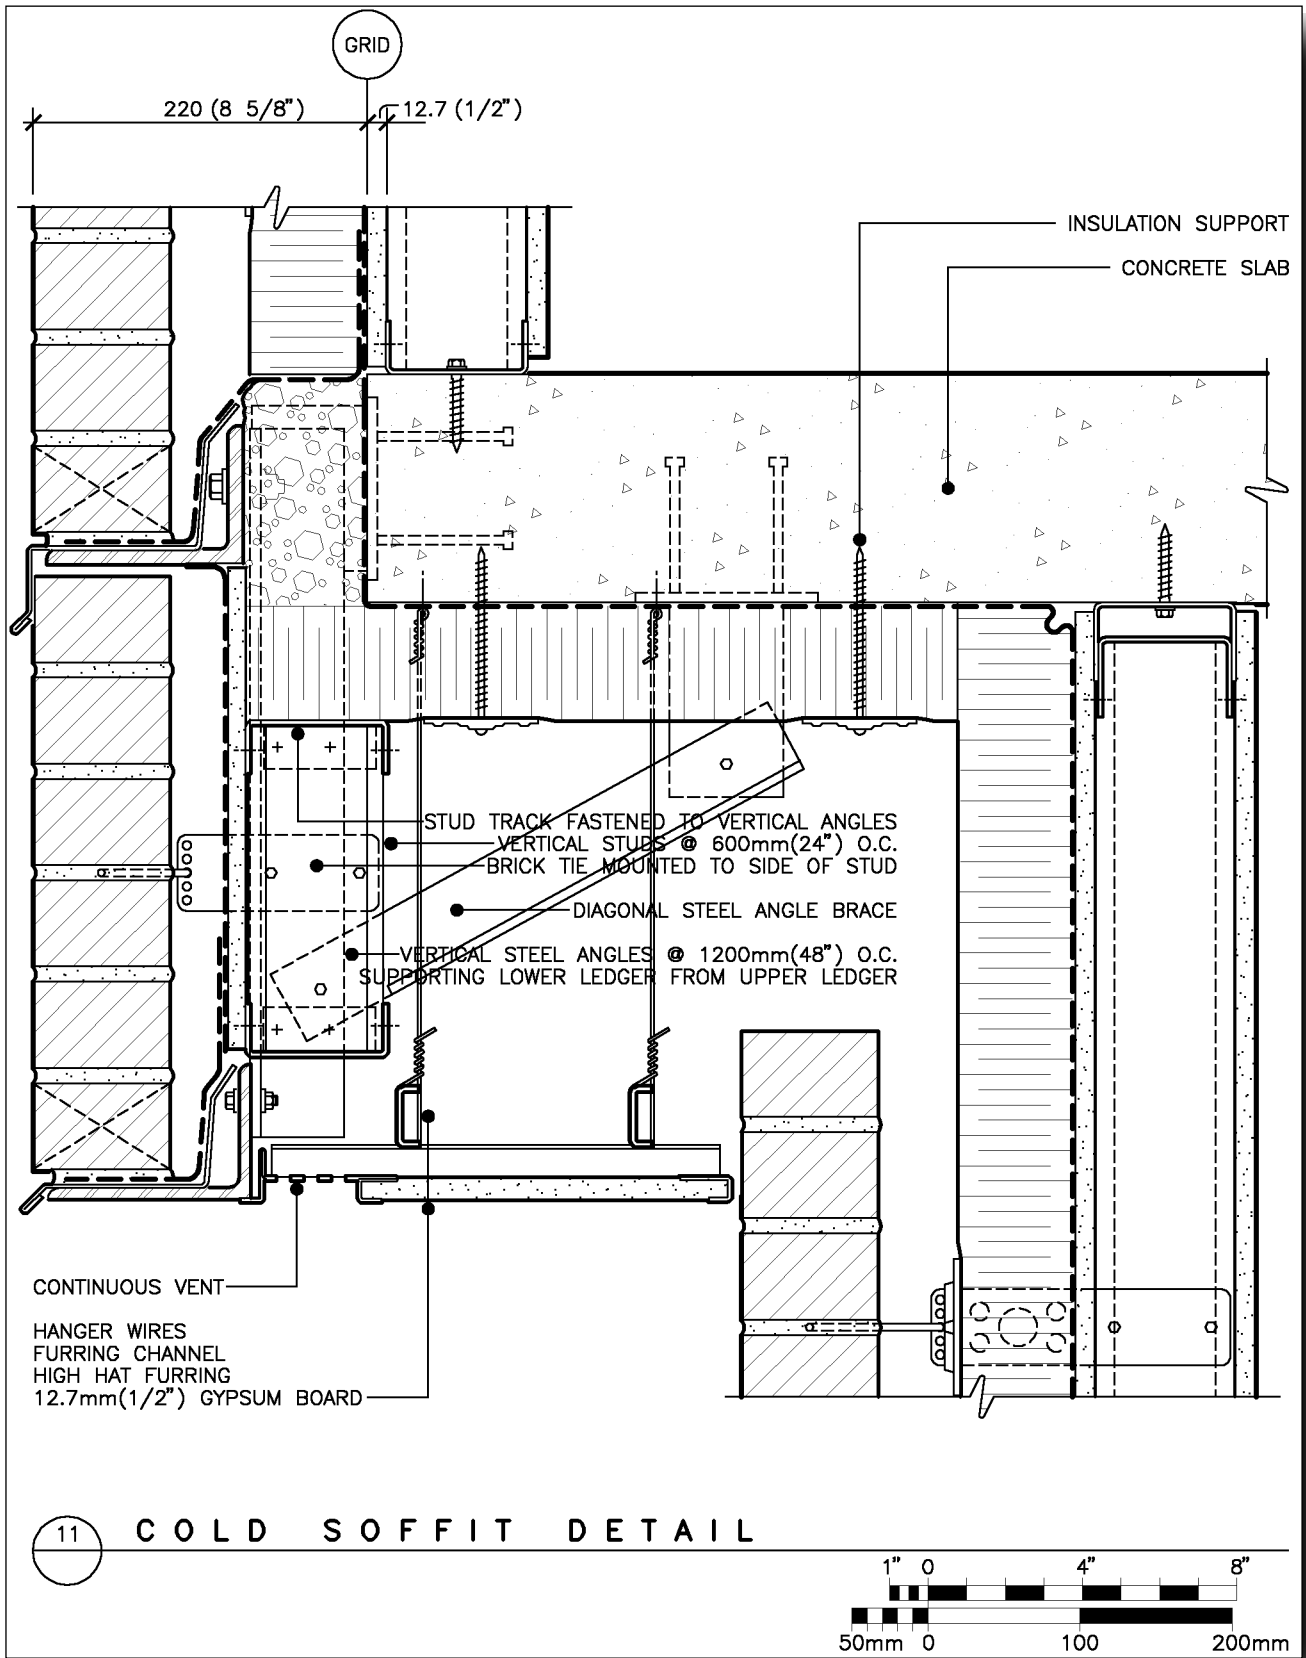 GRID
220 (8 5/8”)
12.7 (1/2”)
INSULATION SUPPORT
CONCRETE SLAB
STUD TRACK FASTENED TO VERTICAL ANGLES
VERTICAL STUDS @ 600mm(24”) O.C.
BRICK TIE MOUNTED TO SIDE OF STUD
DIAGONAL STEEL ANGLE BRACE
VERTICAL STEEL ANGLES @ 1200mm(48”) O.C.
SUPPORTING LOWER LEDGER FROM UPPER LEDGER
CONTINUOUS VENT
HANGER WIRES
FURRING CHANNEL
HIGH HAT FURRING
12.7mm(1/2”) GYPSUM BOARD
11 COLD SOFFIT DETAIL
1” 0 4” 8”
50mm 0 100 200mm